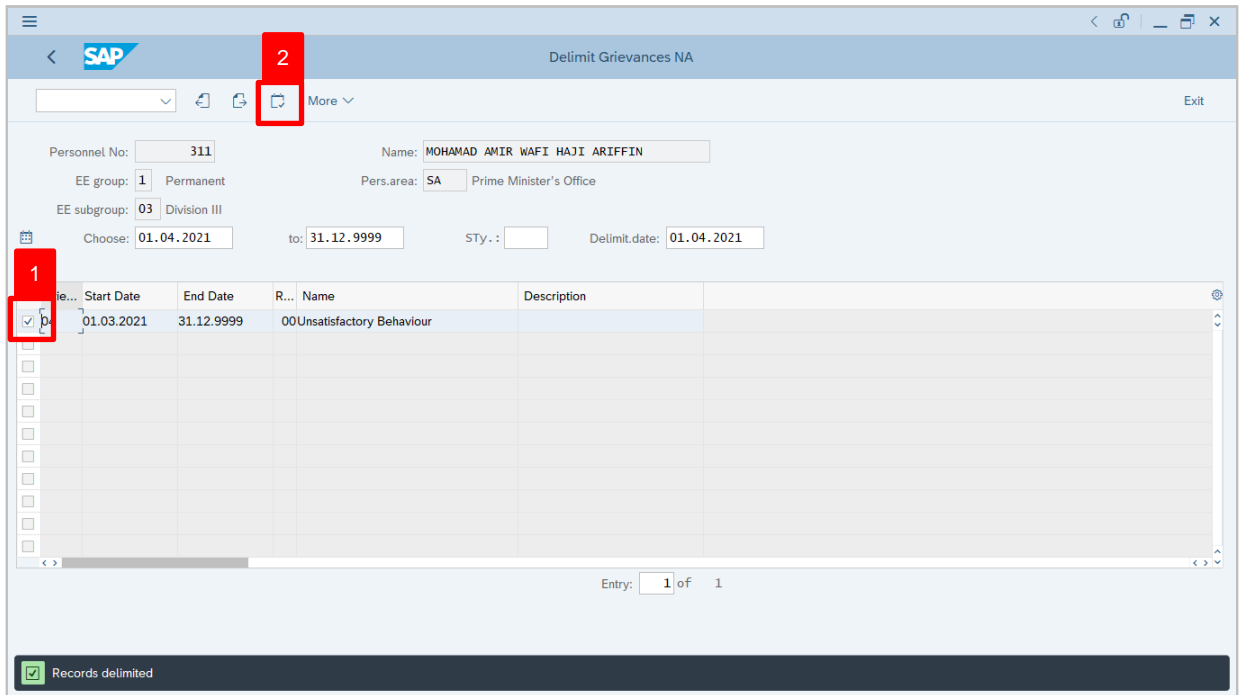 SAP
2
Delimit Grievances NA
More
Exit
Personnel No: 311 Name: MOHAMAD AMIR WAFI HAJI ARIFFIN
EE group: 1 Permanent Pers.area: SA Prime Minister's Office
EE subgroup: 03 Division III
Choose: 01.04.2021 to: 31.12.9999 STy.: Delimit.date: 01.04.2021
1
ie... Start Date End Date R... Name Description
04 01.03.2021 31.12.9999 00 Unsatisfactory Behaviour
Entry: 1 of 1
Records delimited